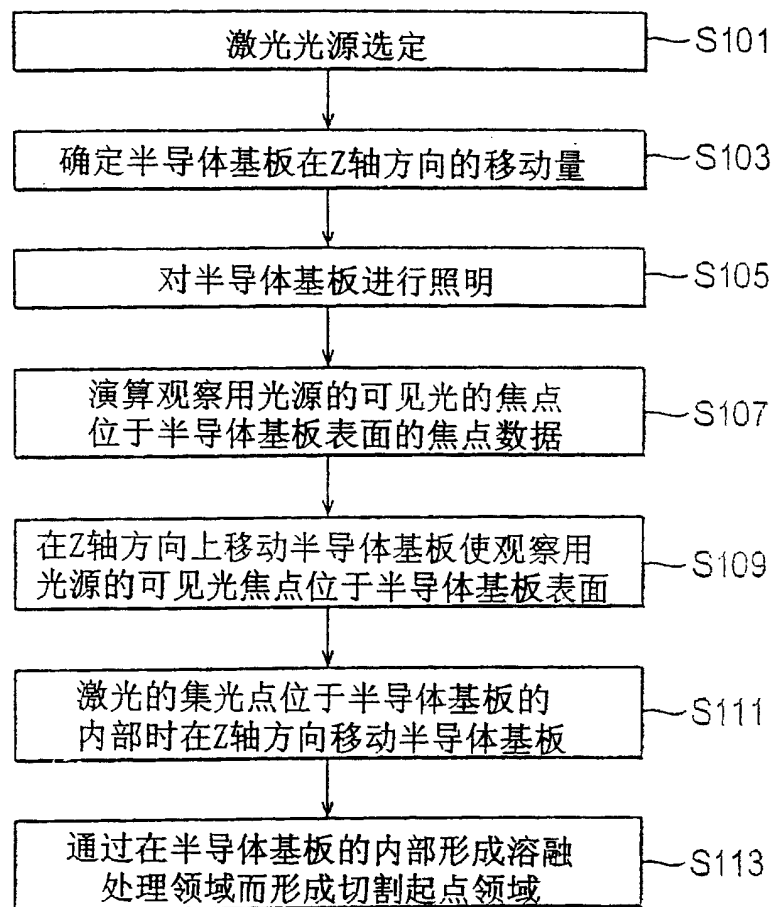 激光光源选定
S101
确定半导体基板在Z轴方向的移动量
S103
对半导体基板进行照明
S105
演算观察用光源的可见光的焦点
位于半导体基板表面的焦点数据
S107
在Z轴方向上移动半导体基板使观察用
光源的可见光焦点位于半导体基板表面
S109
激光的集光点位于半导体基板的
内部时在Z轴方向移动半导体基板
S111
通过在半导体基板的内部形成溶融
处理领域而形成切割起点领域
S113